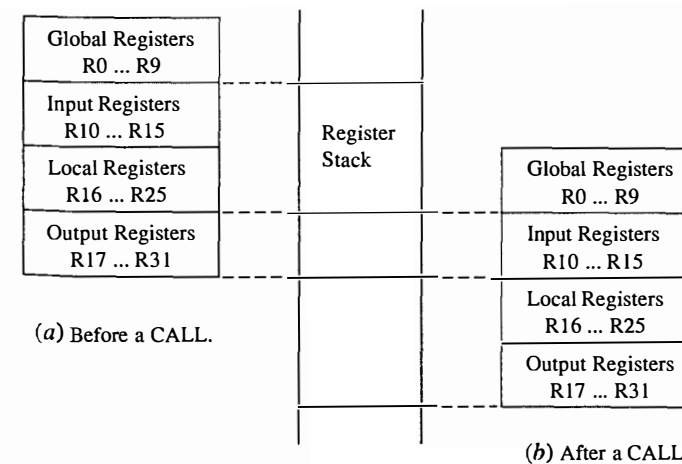 Global Registers
R0 ... R9
Input Registers
R10 ... R15
Local Registers
R16 ... R25
Output Registers
R17 ... R31
(a) Before a CALL.
Register
Stack
Global Registers
R0 ... R9
Input Registers
R10 ... R15
Local Registers
R16 ... R25
Output Registers
R17 ... R31
(b) After a CALL